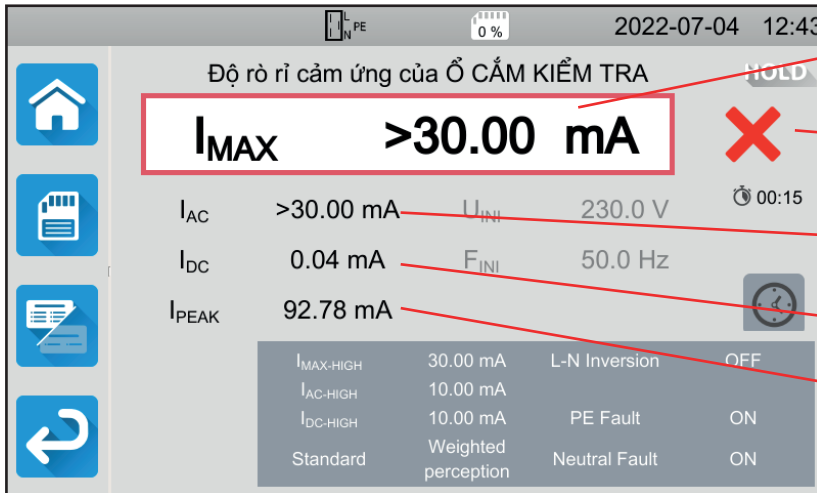 L N PE 0 % 2022-07-04 12:43
Độ rò rỉ cảm ứng của Ổ CẮM KIỂM TRA HOLD
IMAX >30.00 mA
IAC >30.00 mA UINI 230.0 V 00:15
IDC 0.04 mA FINI 50.0 Hz
IPEAK 92.78 mA
IMAX-HIGH 30.00 mA L-N Inversion OFF
IAC-HIGH 10.00 mA
IDC-HIGH 10.00 mA PE Fault ON
Standard Weighted perception Neutral Fault ON